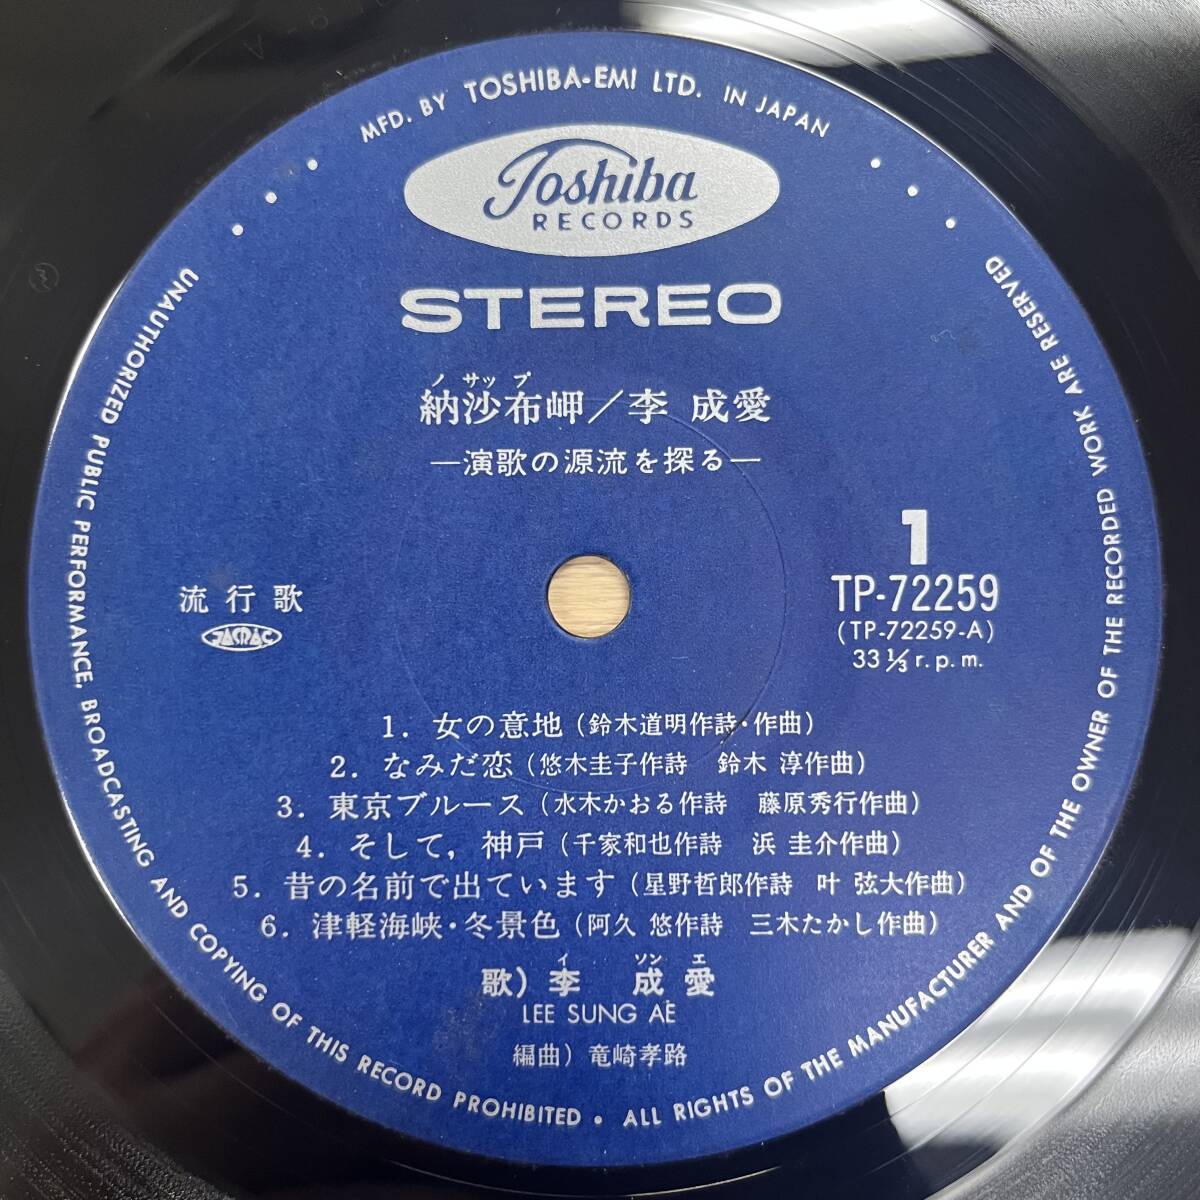 MFD. BY TOSHIBA-EMI LTD. IN JAPAN
Toshiba
RECORDS
STEREO
ノ サッ プ
納沙布岬／李 成愛
—演歌の源流を探る—
流行歌
JASRAC
1
TP-72259
(TP-72259-A)
33 1/3 r.p.m.
1. 女の意地 (鈴木道明作詩・作曲)
2. なみだ恋 (悠木圭子作詩 鈴木 淳作曲)
3. 東京ブルース (水木かおる作詩 藤原秀行作曲)
4. そして，神戸 (千家和也作詩 浜 圭介作曲)
5. 昔の名前で出ています (星野哲郎作詩 叶 弦大作曲)
6. 津軽海峡・冬景色 (阿久 悠作詩 三木たかし作曲)
イ ソン エ
歌) 李 成 愛
LEE SUNG AE
編曲) 竜崎孝路
UNAUTHORIZED PUBLIC PERFORMANCE, BROADCASTING AND COPYING OF THIS RECORD PROHIBITED • ALL RIGHTS OF THE MANUFACTURER AND OF THE OWNER OF THE RECORDED WORK ARE RESERVED